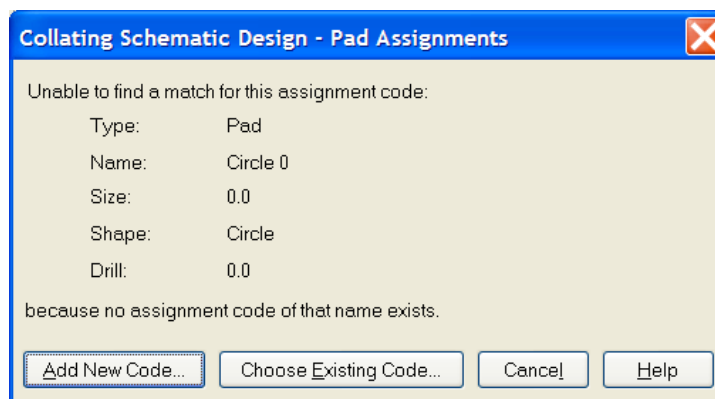 Collating Schematic Design - Pad Assignments
Unable to find a match for this assignment code:
Type: Pad
Name: Circle 0
Size: 0.0
Shape: Circle
Drill: 0.0
because no assignment code of that name exists.
Add New Code... Choose Existing Code... Cancel Help